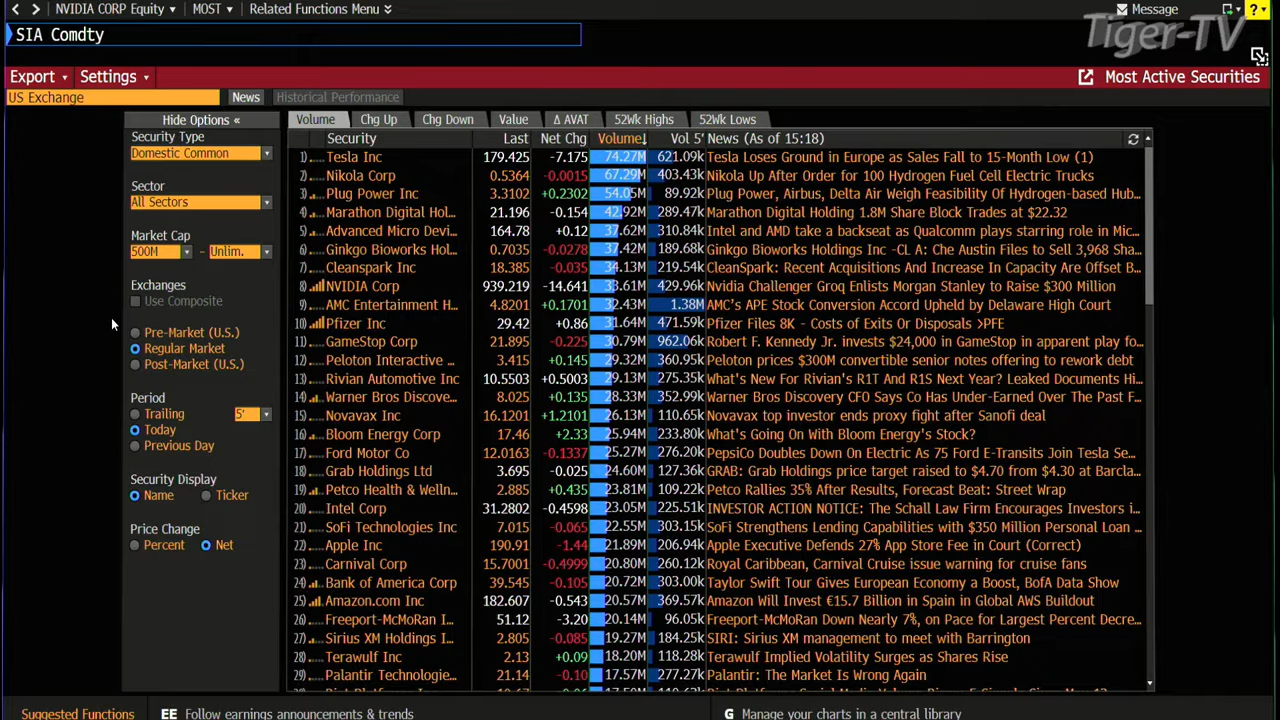 NVIDIA CORP Equity MOST Related Functions Menu Message ?
SIA Comdty
Tiger-TV
Export Settings Most Active Securities
US Exchange News Historical Performance
Hide Options « Volume Chg Up Chg Down Value Δ AVAT 52Wk Highs 52Wk Lows
Security Type
Domestic Common
Sector
All Sectors
Market Cap
500M - Unlim.
Exchanges
Use Composite
Pre-Market (U.S.)
Regular Market
Post-Market (U.S.)
Period
Trailing 5'
Today
Previous Day
Security Display
Name Ticker
Price Change
Percent Net
Security Last Net Chg Volume↓ Vol 5' News (As of 15:18)
1) Tesla Inc 179.425 -7.175 74.27M 621.09k Tesla Loses Ground in Europe as Sales Fall to 15-Month Low (1)
2) Nikola Corp 0.5364 -0.0015 67.29M 403.43k Nikola Up After Order for 100 Hydrogen Fuel Cell Electric Trucks
3) Plug Power Inc 3.3102 +0.2302 54.05M 89.92k Plug Power, Airbus, Delta Air Weigh Feasibility Of Hydrogen-based Hub...
4) Marathon Digital Hol... 21.196 -0.154 42.92M 289.47k Marathon Digital Holding 1.8M Share Block Trades at $22.32
5) Advanced Micro Devi... 164.78 +0.12 37.62M 310.84k Intel and AMD take a backseat as Qualcomm plays starring role in Mic...
6) Ginkgo Bioworks Hol... 0.7035 -0.0278 37.42M 189.68k Ginkgo Bioworks Holdings Inc -CL A: Che Austin Files to Sell 3,968 Sha...
7) Cleanspark Inc 18.385 -0.035 34.13M 219.54k CleanSpark: Recent Acquisitions And Increase In Capacity Are Offset B...
8) NVIDIA Corp 939.219 -14.641 33.61M 429.96k Nvidia Challenger Groq Enlists Morgan Stanley to Raise $300 Million
9) AMC Entertainment H... 4.8201 +0.1701 32.43M 1.38M AMC's APE Stock Conversion Accord Upheld by Delaware High Court
10) Pfizer Inc 29.42 +0.86 31.64M 471.59k Pfizer Files 8K - Costs of Exits Or Disposals >PFE
11) GameStop Corp 21.895 -0.225 30.79M 962.06k Robert F. Kennedy Jr. invests $24,000 in GameStop in apparent play fo...
12) Peloton Interactive ... 3.415 +0.145 29.32M 360.95k Peloton prices $300M convertible senior notes offering to rework debt
13) Rivian Automotive Inc 10.5503 +0.5003 29.13M 275.35k What's New For Rivian's R1T And R1S Next Year? Leaked Documents Hi...
14) Warner Bros Discove... 8.025 +0.135 28.33M 352.99k Warner Bros Discovery CFO Says Co Has Under-Earned Over The Past F...
15) Novavax Inc 16.1201 +1.2101 26.13M 110.65k Novavax top investor ends proxy fight after Sanofi deal
16) Bloom Energy Corp 17.46 +2.33 25.94M 233.80k What's Going On With Bloom Energy's Stock?
17) Ford Motor Co 12.0163 -0.1337 25.27M 276.20k PepsiCo Doubles Down On Electric As 75 Ford E-Transits Join Tesla Se...
18) Grab Holdings Ltd 3.695 -0.025 24.60M 127.36k GRAB: Grab Holdings price target raised to $4.70 from $4.30 at Barcla...
19) Petco Health & Welln... 2.885 +0.435 23.81M 109.22k Petco Rallies 35% After Results, Forecast Beat: Street Wrap
20) Intel Corp 31.2802 -0.4598 23.05M 225.51k INVESTOR ACTION NOTICE: The Schall Law Firm Encourages Investors i...
21) SoFi Technologies Inc 7.015 -0.065 22.55M 303.15k SoFi Strengthens Lending Capabilities with $350 Million Personal Loan ...
22) Apple Inc 190.91 -1.44 21.89M 206.94k Apple Executive Defends 27% App Store Fee in Court (Correct)
23) Carnival Corp 15.7001 -0.4999 20.80M 260.12k Royal Caribbean, Carnival Cruise issue warning for cruise fans
24) Bank of America Corp 39.545 -0.105 20.72M 303.00k Taylor Swift Tour Gives European Economy a Boost, BofA Data Show
25) Amazon.com Inc 182.607 -0.543 20.57M 369.57k Amazon Will Invest €15.7 Billion in Spain in Global AWS Buildout
26) Freeport-McMoRan I... 51.12 -3.20 20.14M 96.05k Freeport-McMoRan Down Nearly 7%, on Pace for Largest Percent Decre...
27) Sirius XM Holdings I... 2.805 -0.085 19.27M 184.25k SIRI: Sirius XM management to meet with Barrington
28) Terawulf Inc 2.13 +0.09 18.20M 118.28k Terawulf Implied Volatility Surges as Shares Rise
29) Palantir Technologie... 21.14 -0.10 17.57M 277.27k Palantir: The Market Is Wrong Again
Suggested Functions EE Follow earnings announcements & trends G Manage your charts in a central library